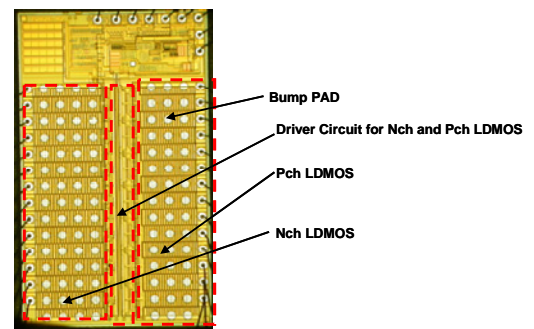 Bump PAD
Driver Circuit for Nch and Pch LDMOS
Pch LDMOS
Nch LDMOS